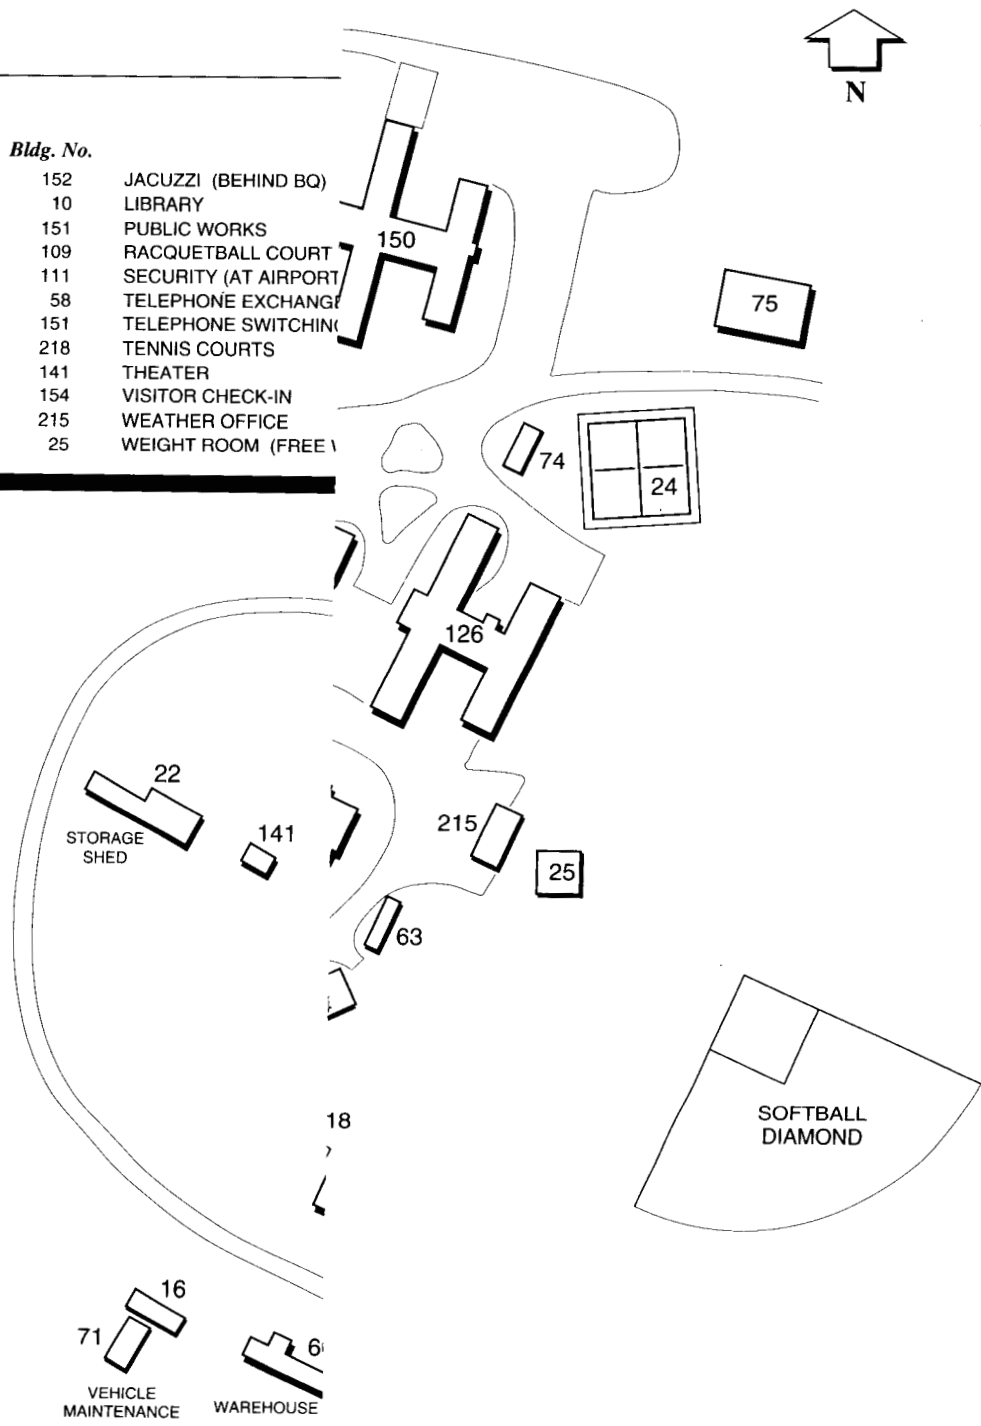 N
Bldg. No.
152 JACUZZI (BEHIND BQ)
10 LIBRARY
151 PUBLIC WORKS
109 RACQUETBALL COURT
111 SECURITY (AT AIRPORT
58 TELEPHONE EXCHANGE
151 TELEPHONE SWITCHING
218 TENNIS COURTS
141 THEATER
154 VISITOR CHECK-IN
215 WEATHER OFFICE
25 WEIGHT ROOM (FREE
150
75
74
24
126
22
STORAGE
SHED
141
215
25
63
18
SOFTBALL
DIAMOND
16
71
VEHICLE
MAINTENANCE
WAREHOUSE